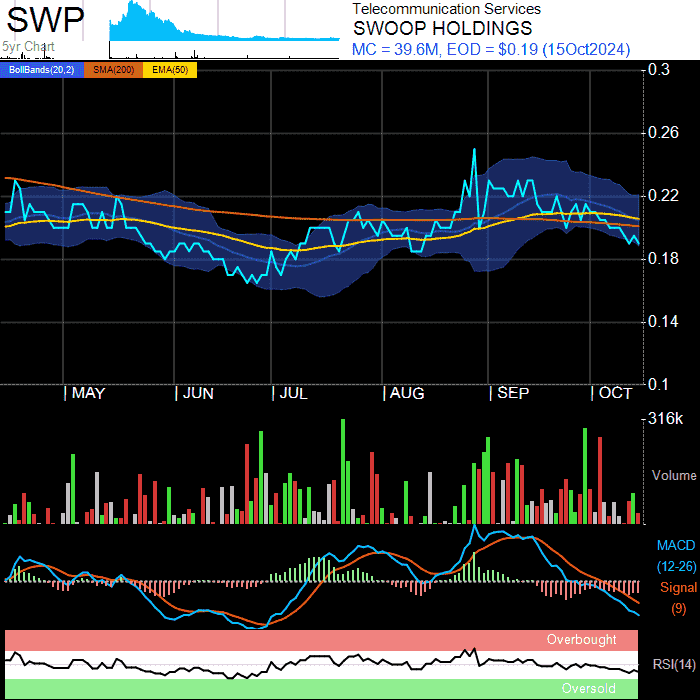 SWP
5yr Chart
Telecommunication Services
SWOOP HOLDINGS
MC = 39.6M, EOD = $0.19 (15Oct2024)
BollBands(20,2) SMA(200) EMA(50)
0.3
0.26
0.22
0.18
0.14
0.1
MAY JUN JUL AUG SEP OCT
316k
Volume
MACD
(12-26)
Signal
(9)
Overbought
RSI(14)
Oversold